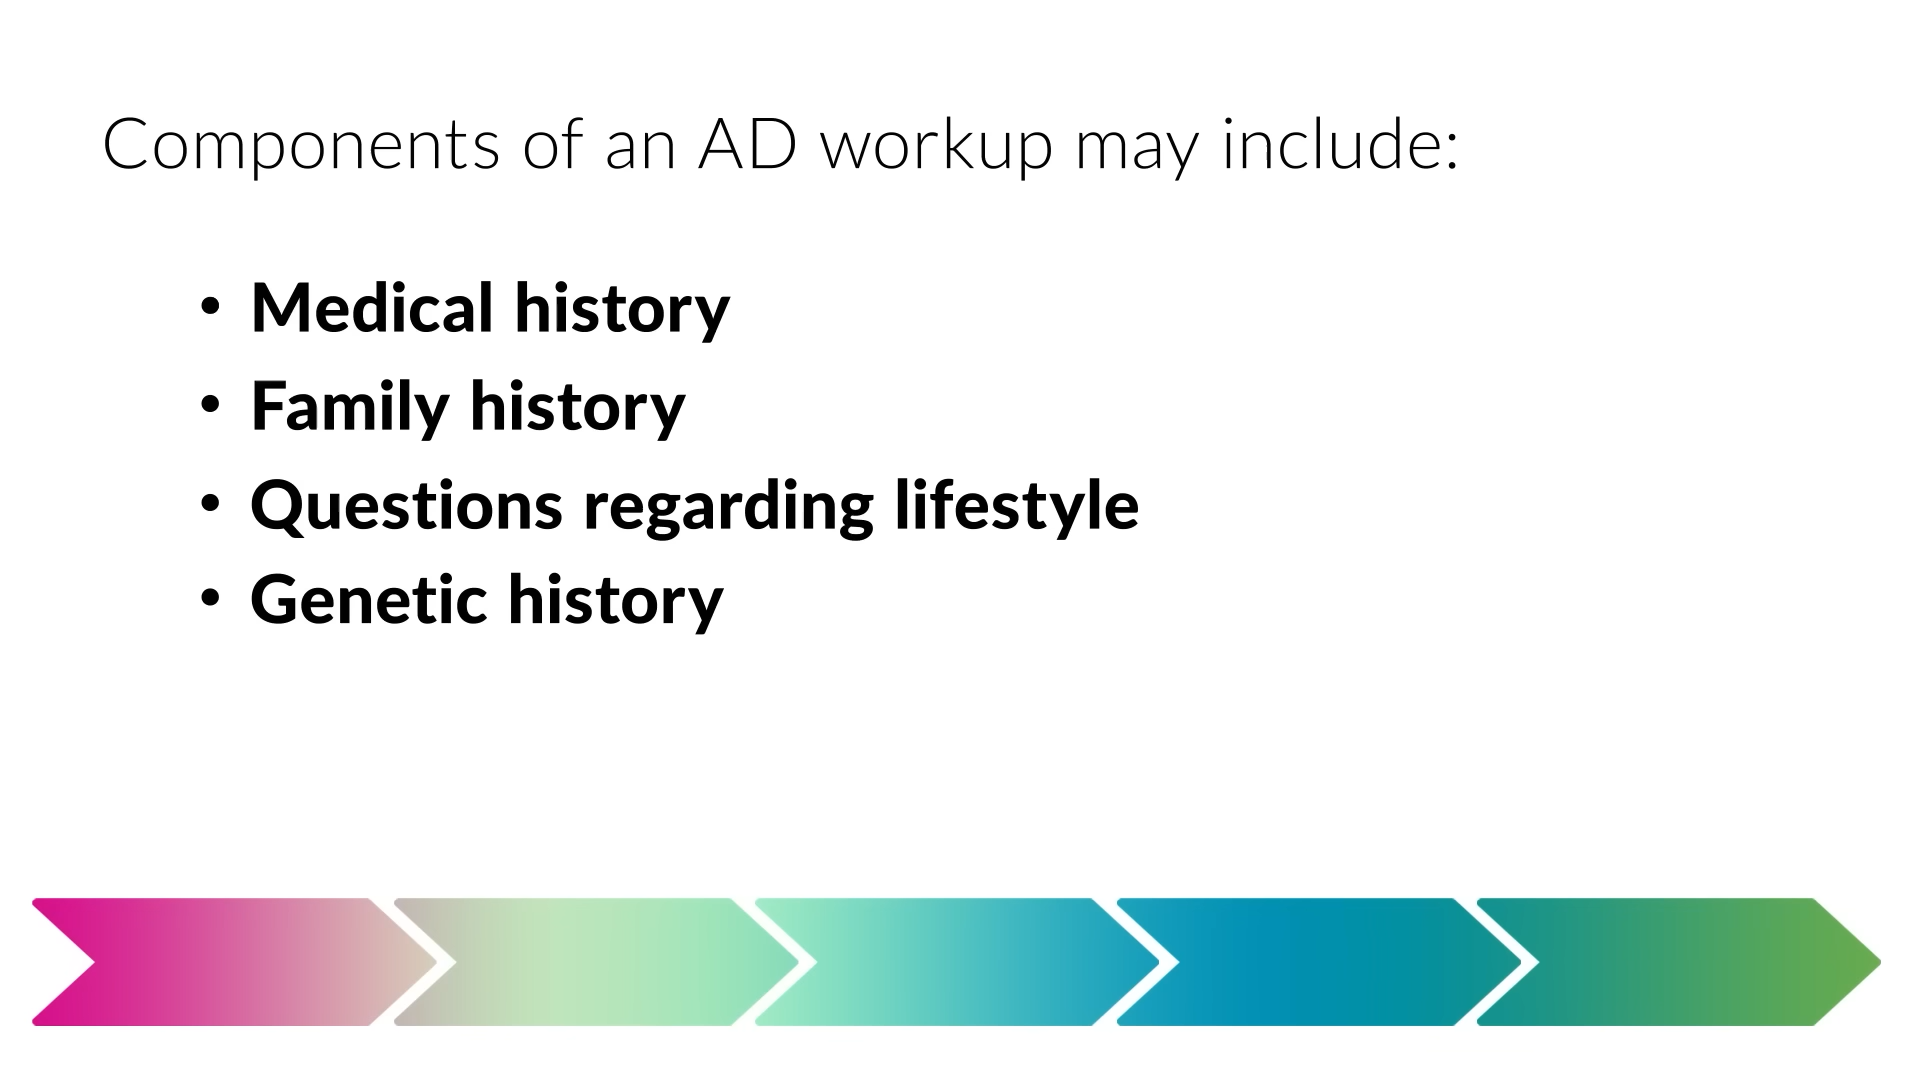 Components of an AD workup may include:
• Medical history
• Family history
• Questions regarding lifestyle
• Genetic history